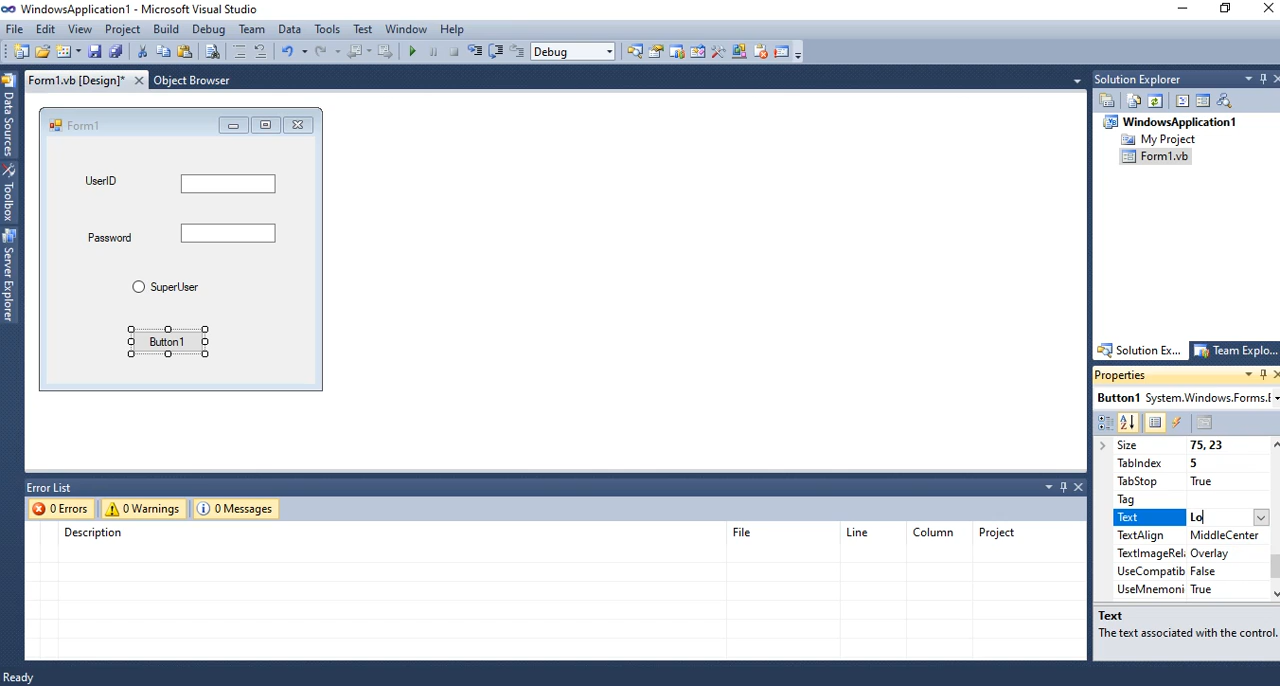 WindowsApplication1 - Microsoft Visual Studio
File Edit View Project Build Debug Team Data Tools Test Window Help
Debug
Form1.vb [Design]* Object Browser
Data Sources
Toolbox
Server Explorer
Form1
UserID
Password
SuperUser
Button1
Solution Explorer
WindowsApplication1
My Project
Form1.vb
Solution Ex... Team Explo...
Properties
Button1 System.Windows.Forms.
Size 75, 23
TabIndex 5
TabStop True
Tag
Text Lo
TextAlign MiddleCenter
TextImageRel Overlay
UseCompatib False
UseMnemoni True
Text
The text associated with the control.
Error List
0 Errors 0 Warnings 0 Messages
Description File Line Column Project
Ready